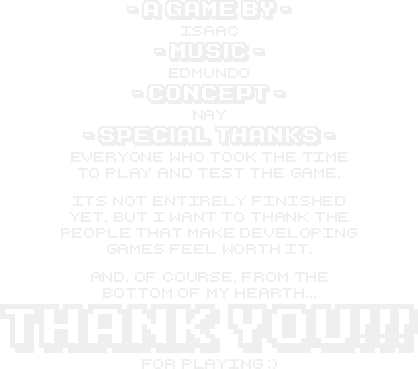 - A GAME BY -
ISAAC
- MUSIC -
EDMUNDO
- CONCEPT -
NAY
- SPECIAL THANKS -
EVERYONE WHO TOOK THE TIME
TO PLAY AND TEST THE GAME.
ITS NOT ENTIRELY FINISHED
YET, BUT I WANT TO THANK THE
PEOPLE THAT MAKE DEVELOPING
GAMES FEEL WORTH IT.
AND, OF COURSE, FROM THE
BOTTOM OF MY HEARTH...
THANK YOU!!!
FOR PLAYING :)